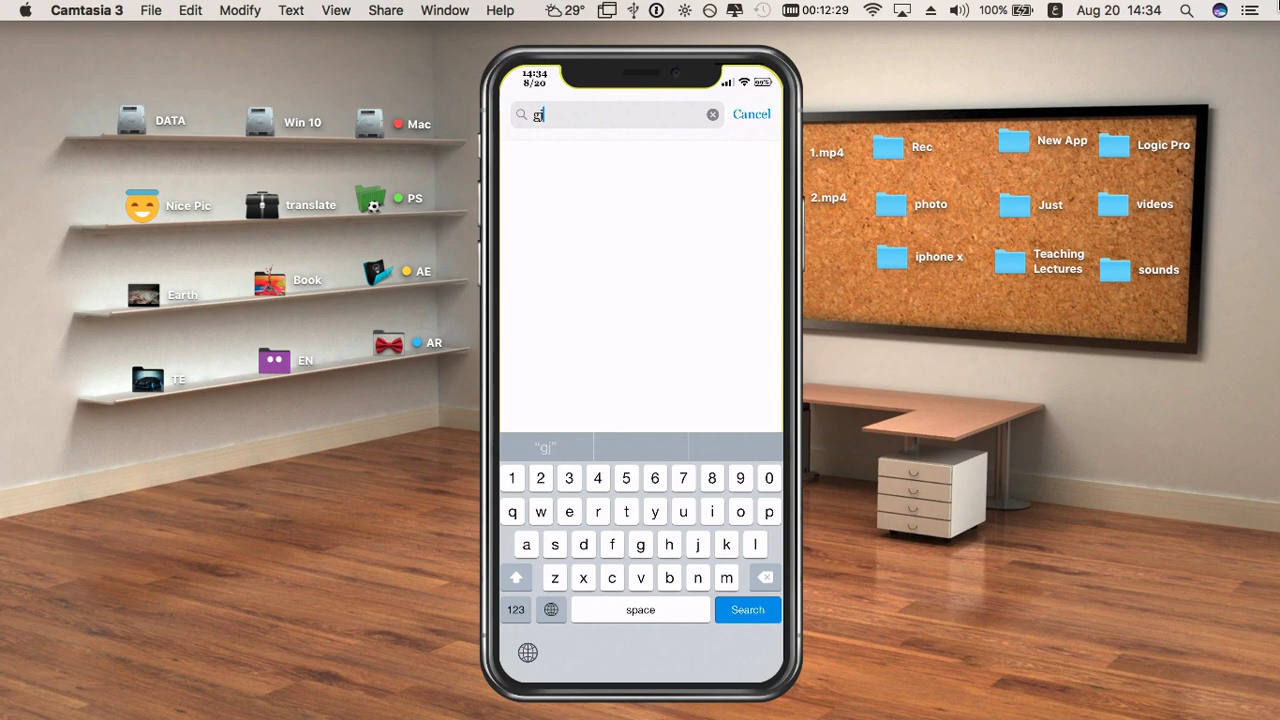 Camtasia 3 File Edit Modify Text View Share Window Help 29° 00:12:29 100% ع Aug 20 14:34
DATA
Win 10
Mac
Nice Pic
translate
PS
Earth
Book
AE
TE
EN
AR
14:34
8/20
99%
gj Cancel
"gj"
1 2 3 4 5 6 7 8 9 0
q w e r t y u i o p
a s d f g h j k l
z x c v b n m
123 space Search
1.mp4
Rec
New App
Logic Pro
2.mp4
photo
Just
videos
iphone x
Teaching
Lectures
sounds